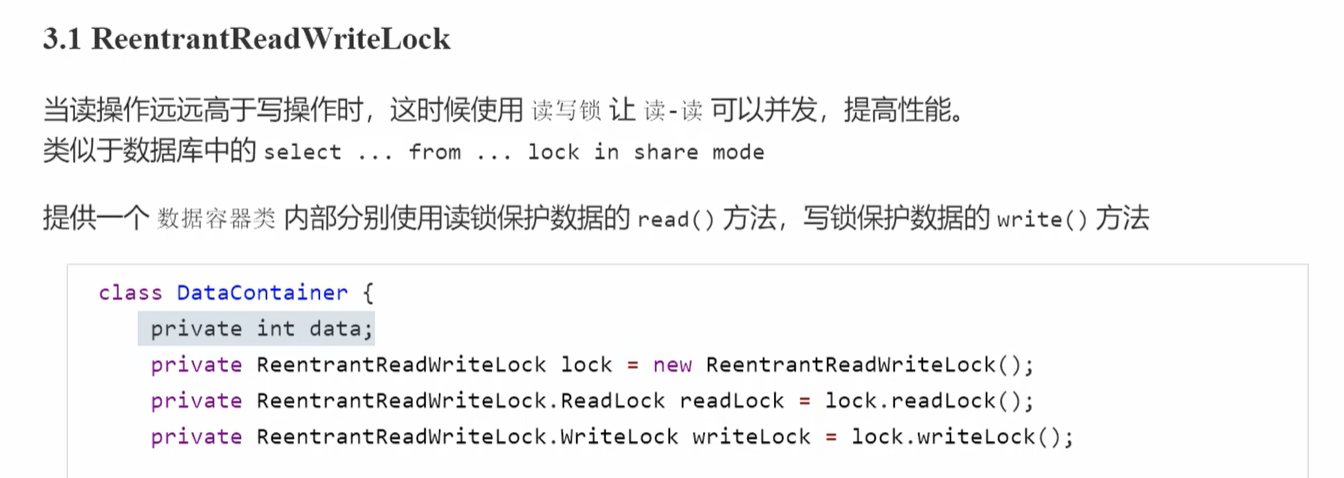 3.1 ReentrantReadWriteLock
当读操作远远高于写操作时，这时候使用 读写锁 让 读-读 可以并发，提高性能。
类似于数据库中的 select ... from ... lock in share mode
提供一个 数据容器类 内部分别使用读锁保护数据的 read() 方法，写锁保护数据的 write() 方法
class DataContainer {
    private int data;
    private ReentrantReadWriteLock lock = new ReentrantReadWriteLock();
    private ReentrantReadWriteLock.ReadLock readLock = lock.readLock();
    private ReentrantReadWriteLock.WriteLock writeLock = lock.writeLock();